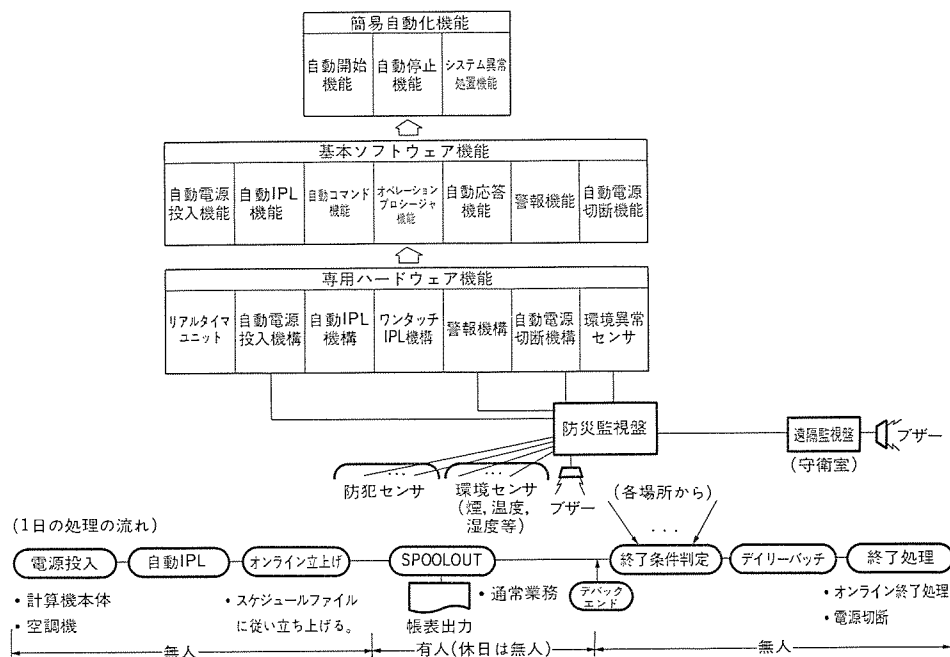 簡易自動化機能
自動開始
機能
自動停止
機能
システム異常
処置機能
基本ソフトウェア機能
自動電源
投入機能
自動IPL
機能
自動コマンド
機能
オペレーション
プロシージャ
機能
自動応答
機能
警報機能
自動電源
切断機能
専用ハードウェア機能
リアルタイマ
ユニット
自動電源
投入機構
自動IPL
機構
ワンタッチ
IPL機構
警報機構
自動電源
切断機構
環境異常
センサ
防災監視盤
遠隔監視盤
(守衛室)
ブザー
...
防犯センサ
...
環境センサ
(煙,温度,
湿度等)
ブザー
(各場所から)
...
(1日の処理の流れ)
電源投入
自動IPL
オンライン立上げ
SPOOLOUT
終了条件判定
デイリーバッチ
終了処理
・計算機本体
・空調機
・スケジュールファイル
に従い立ち上げる。
帳表出力
・通常業務
デバック
エンド
・オンライン終了処理
・電源切断
無人
有人(休日は無人)
無人